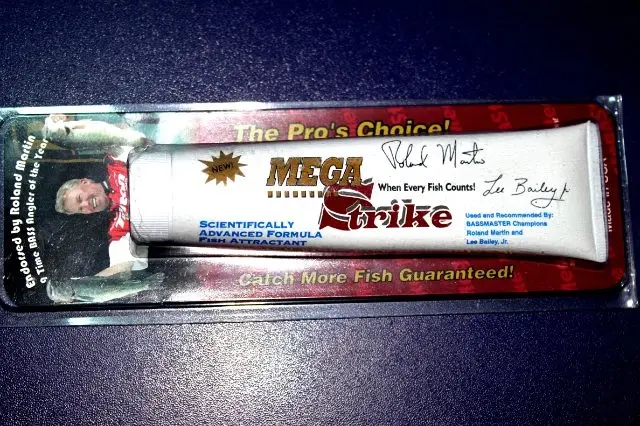 Endorsed by Roland Martin
9 Time BASS Angler of the Year
The Pro's Choice!
NEW!
MEGA
Strike
When Every Fish Counts!
Roland Martin
Lee Bailey Jr
SCIENTIFICALLY
ADVANCED FORMULA
FISH ATTRACTANT
Used and Recommended By:
BASSMASTER Champions
Roland Martin and
Lee Bailey, Jr.
Catch More Fish Guaranteed!